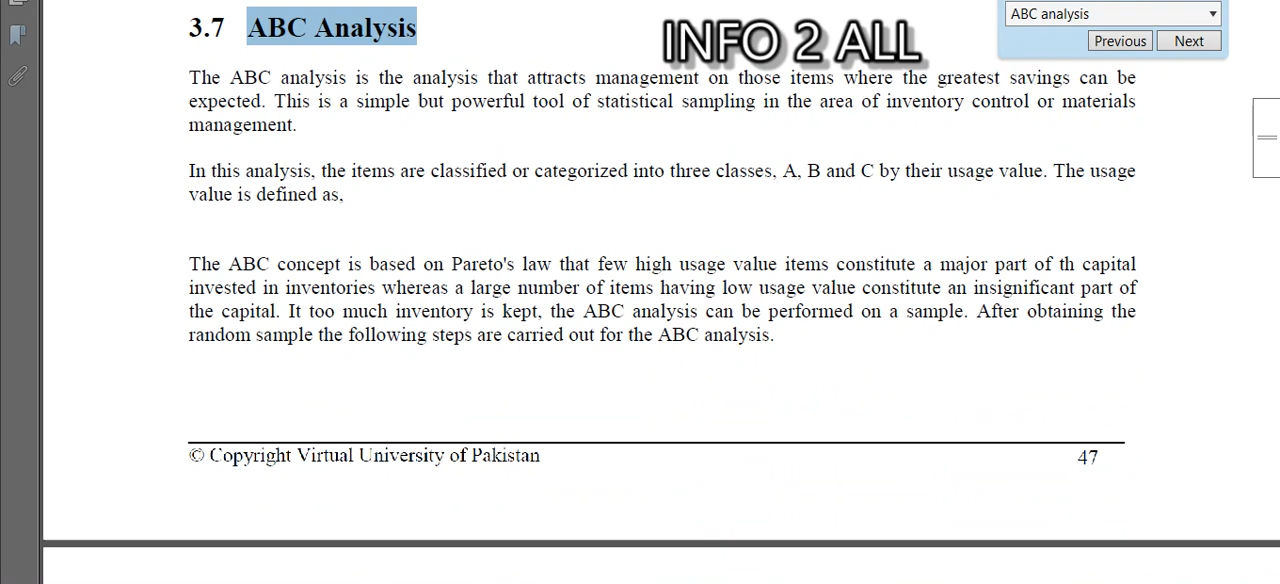 3.7 ABC Analysis
INFO 2 ALL
ABC analysis
Previous Next
The ABC analysis is the analysis that attracts management on those items where the greatest savings can be
expected. This is a simple but powerful tool of statistical sampling in the area of inventory control or materials
management.
In this analysis, the items are classified or categorized into three classes, A, B and C by their usage value. The usage
value is defined as,
The ABC concept is based on Pareto's law that few high usage value items constitute a major part of th capital
invested in inventories whereas a large number of items having low usage value constitute an insignificant part of
the capital. It too much inventory is kept, the ABC analysis can be performed on a sample. After obtaining the
random sample the following steps are carried out for the ABC analysis.
© Copyright Virtual University of Pakistan
47